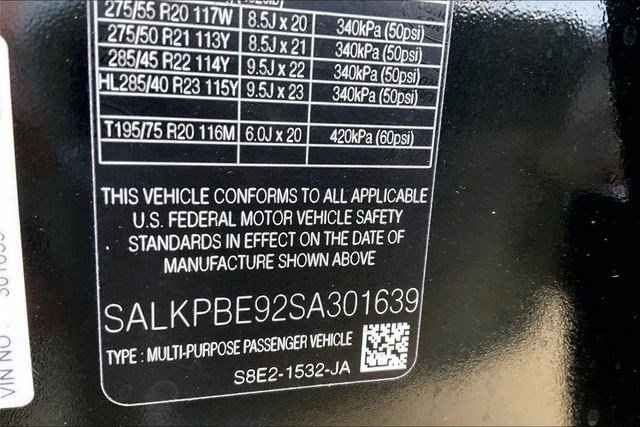 275/55 R20 117W 8.5J x 20 340kPa (50psi)
275/50 R21 113Y 8.5J x 21 340kPa (50psi)
285/45 R22 114Y 9.5J x 22 340kPa (50psi)
HL285/40 R23 115Y 9.5J x 23 340kPa (50psi)
T195/75 R20 116M 6.0J x 20 420kPa (60psi)
THIS VEHICLE CONFORMS TO ALL APPLICABLE
U.S. FEDERAL MOTOR VEHICLE SAFETY
STANDARDS IN EFFECT ON THE DATE OF
MANUFACTURE SHOWN ABOVE
SALKPBE92SA301639
TYPE : MULTI-PURPOSE PASSENGER VEHICLE
S8E2-1532-JA
VIN NO :